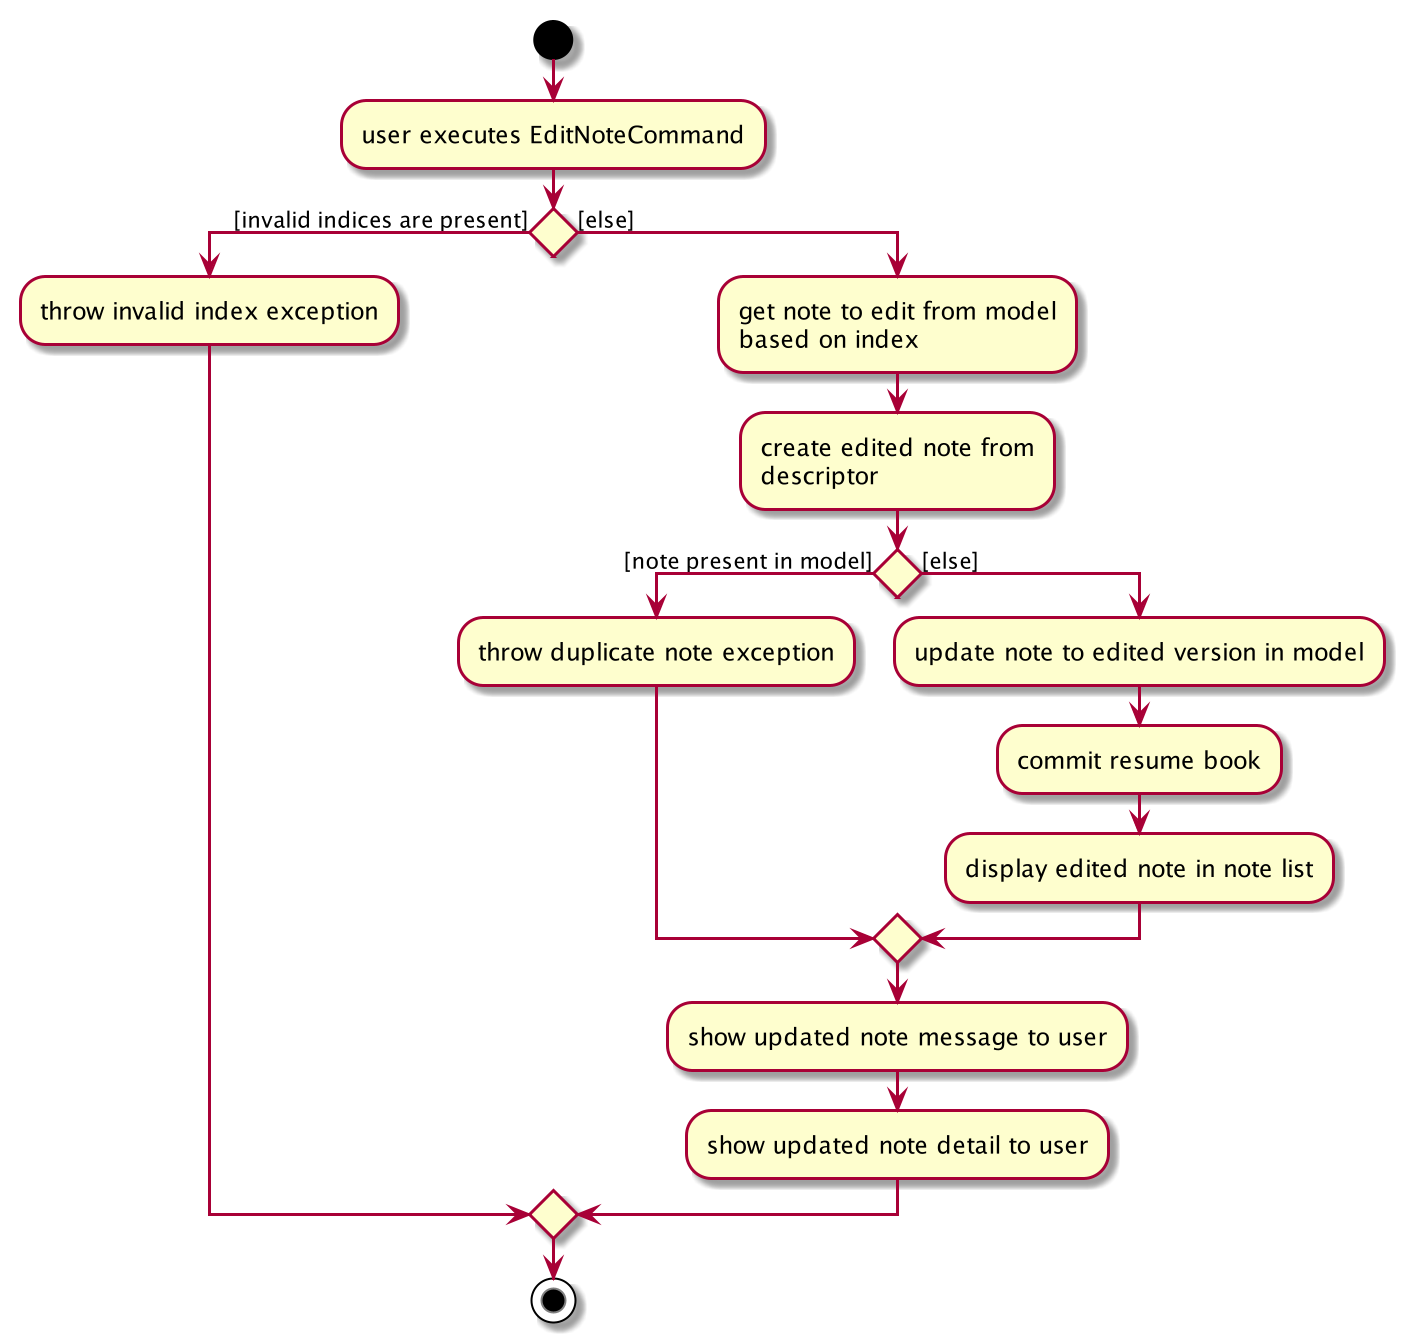 user executes EditNoteCommand
[invalid indices are present]
[else]
throw invalid index exception
get note to edit from model
based on index
create edited note from
descriptor
[note present in model]
[else]
throw duplicate note exception
update note to edited version in model
commit resume book
display edited note in note list
show updated note message to user
show updated note detail to user